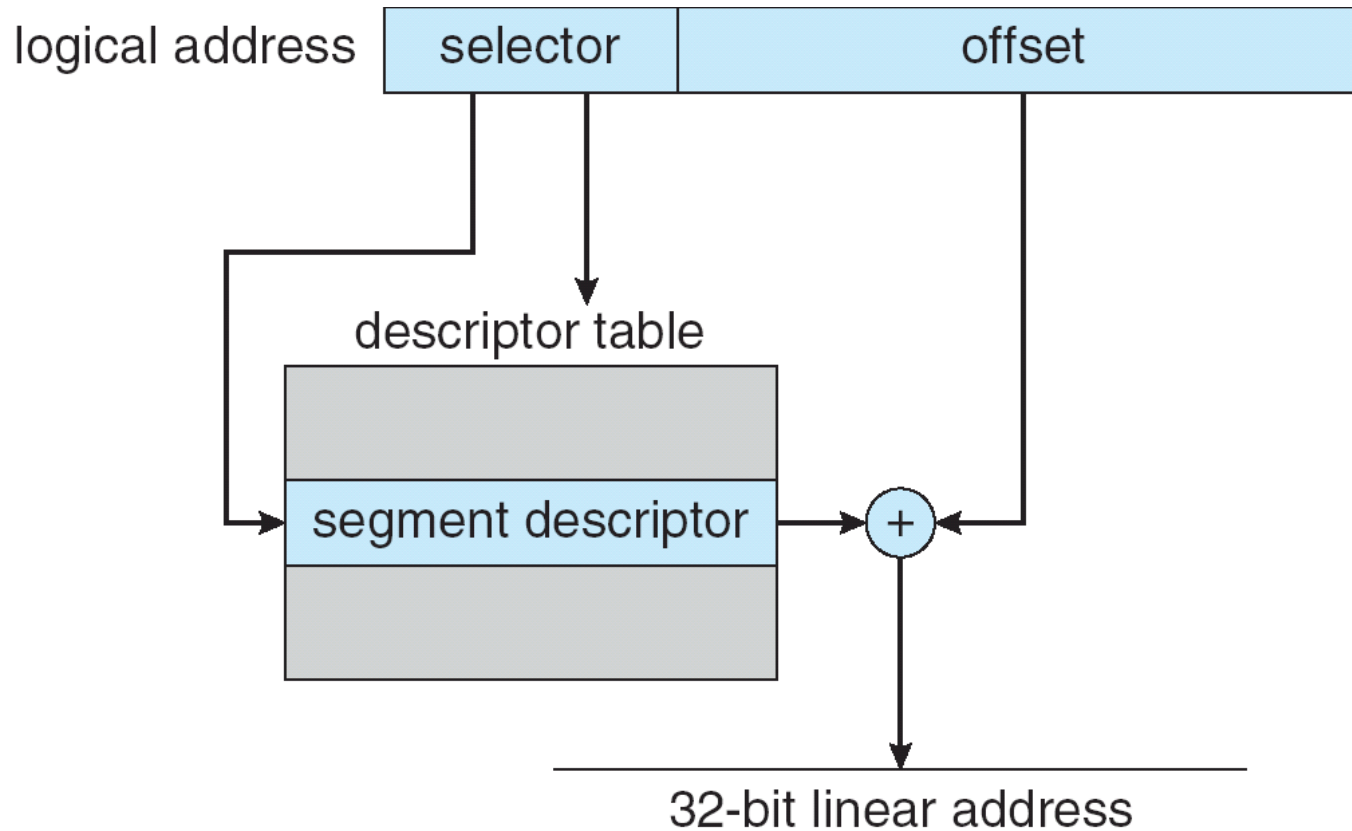 logical address selector offset
descriptor table
segment descriptor +
32-bit linear address